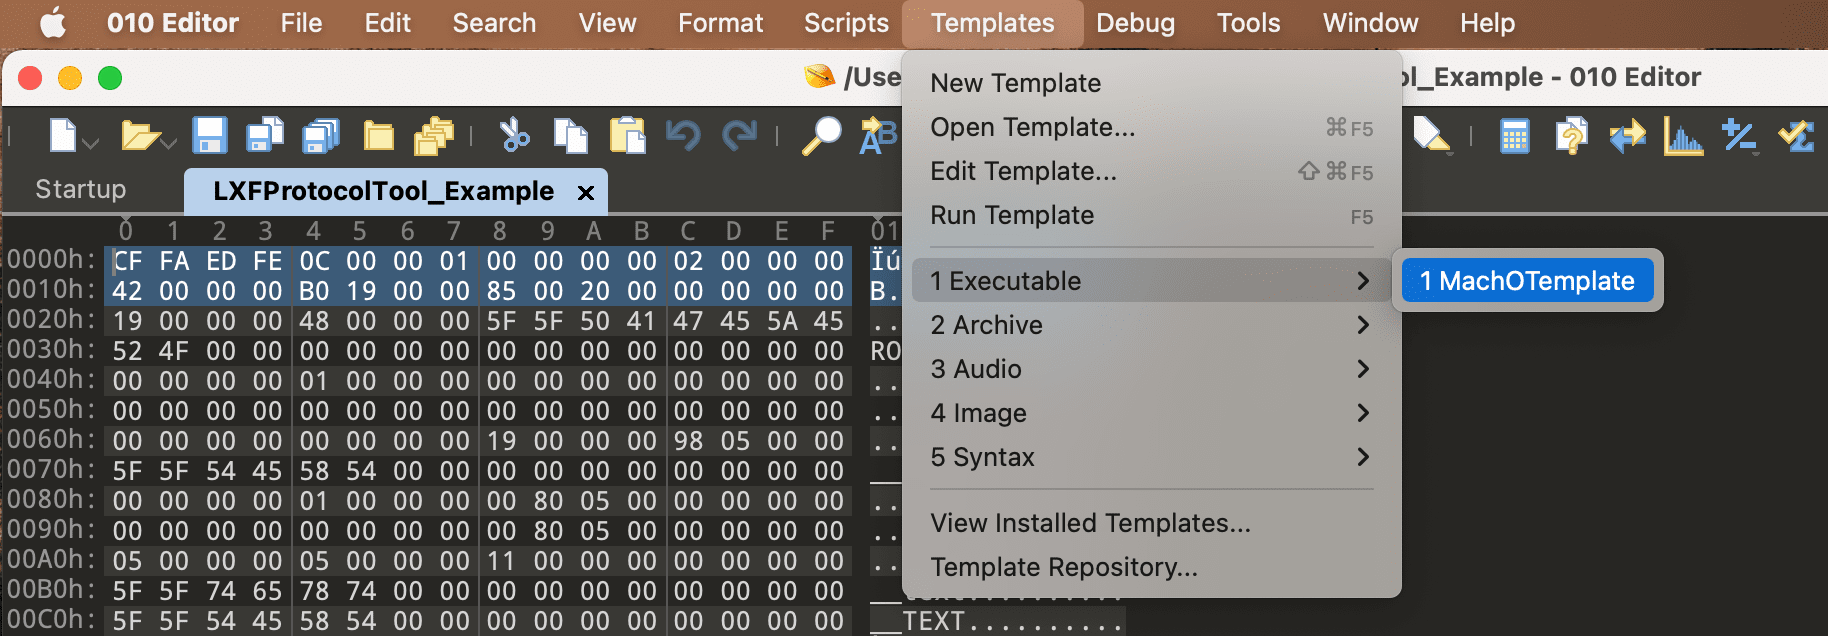 010 Editor File Edit Search View Format Scripts Templates Debug Tools Window Help
/Use
ol_Example - 010 Editor
Startup LXFProtocolTool_Example ×
0 1 2 3 4 5 6 7 8 9 A B C D E F 01
0000h: CF FA ED FE 0C 00 00 01 00 00 00 00 02 00 00 00 Ïú
0010h: 42 00 00 00 B0 19 00 00 85 00 20 00 00 00 00 00 B.
0020h: 19 00 00 00 48 00 00 00 5F 5F 50 41 47 45 5A 45 ..
0030h: 52 4F 00 00 00 00 00 00 00 00 00 00 00 00 00 00 RO
0040h: 00 00 00 00 01 00 00 00 00 00 00 00 00 00 00 00 ..
0050h: 00 00 00 00 00 00 00 00 00 00 00 00 00 00 00 00 ..
0060h: 00 00 00 00 00 00 00 00 19 00 00 00 98 05 00 00 ..
0070h: 5F 5F 54 45 58 54 00 00 00 00 00 00 00 00 00 00 __
0080h: 00 00 00 00 01 00 00 00 00 80 05 00 00 00 00 00 ..
0090h: 00 00 00 00 00 00 00 00 00 80 05 00 00 00 00 00 ..
00A0h: 05 00 00 00 05 00 00 00 11 00 00 00 00 00 00 00 ..
00B0h: 5F 5F 74 65 78 74 00 00 00 00 00 00 00 00 00 00 __text..........
00C0h: 5F 5F 54 45 58 54 00 00 00 00 00 00 00 00 00 00 __TEXT..........
New Template
Open Template... ⌘F5
Edit Template... ⇧⌘F5
Run Template F5
1 Executable
2 Archive
3 Audio
4 Image
5 Syntax
View Installed Templates...
Template Repository...
1 MachOTemplate